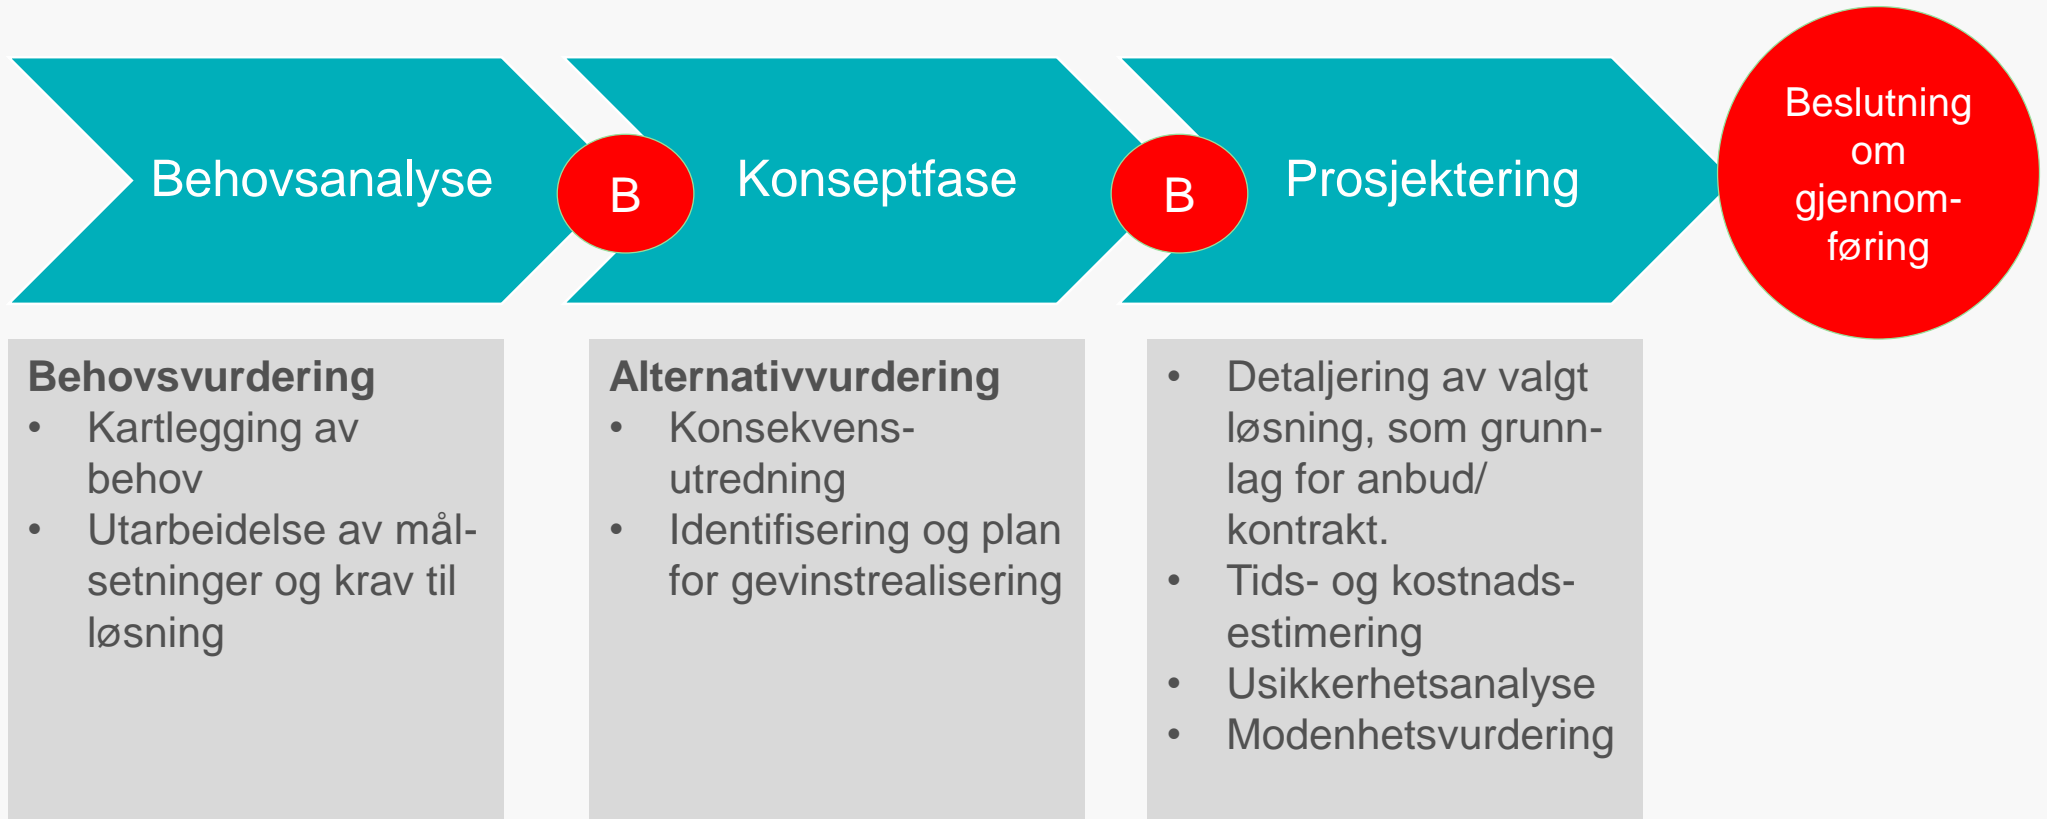 Behovsanalyse
B
Konseptfase
B
Prosjektering
Beslutning
om
gjennom-
føring
Behovsvurdering
• Kartlegging av
behov
• Utarbeidelse av mål-
setninger og krav til
løsning
Alternativvurdering
• Konsekvens-
utredning
• Identifisering og plan
for gevinstrealisering
• Detaljering av valgt
løsning, som grunn-
lag for anbud/
kontrakt.
• Tids- og kostnads-
estimering
• Usikkerhetsanalyse
• Modenhetsvurdering